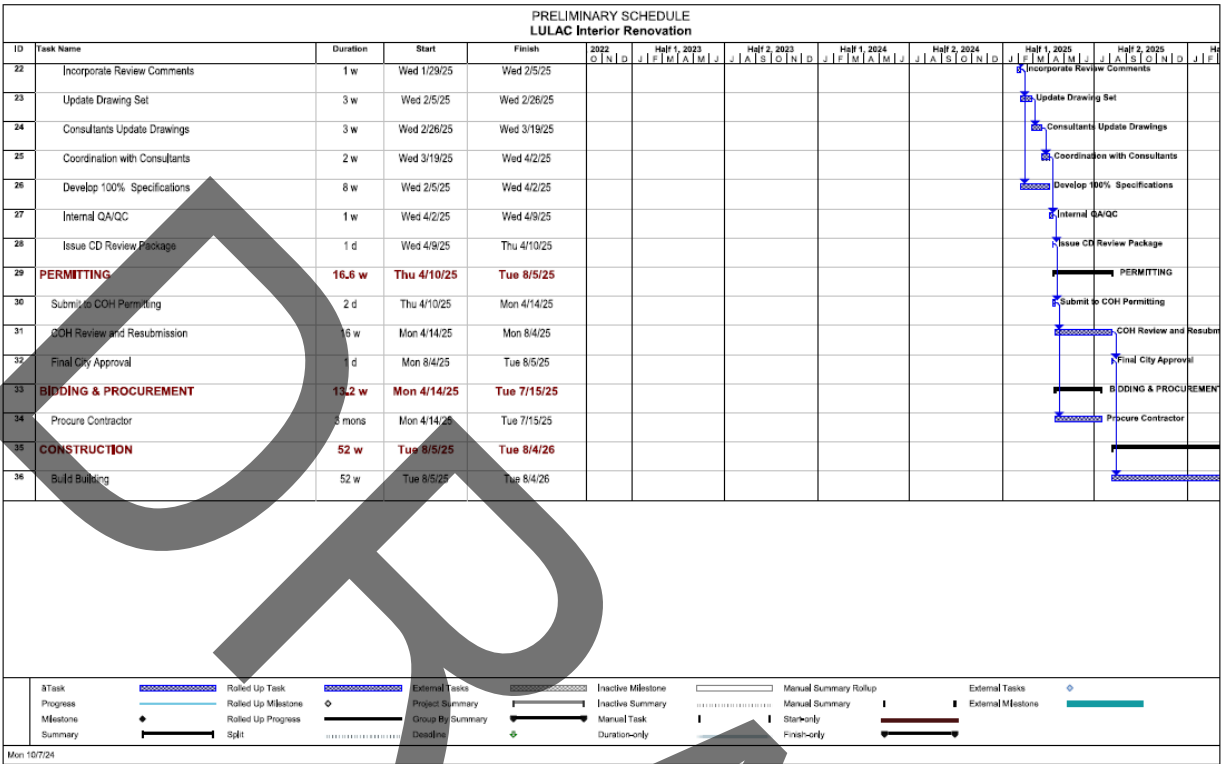 PRELIMINARY SCHEDULE
LULAC Interior Renovation
ID Task Name Duration Start Finish 2022 Half 1, 2023 Half 2, 2023 Half 1, 2024 Half 2, 2024 Half 1, 2025 Half 2, 2025 Ha
O N D J F M A M J J A S O N D J F M A M J J A S O N D J F M A M J J A S O N D J F
22 Incorporate Review Comments 1 w Wed 1/29/25 Wed 2/5/25 Incorporate Review Comments
23 Update Drawing Set 3 w Wed 2/5/25 Wed 2/26/25 Update Drawing Set
24 Consultants Update Drawings 3 w Wed 2/26/25 Wed 3/19/25 Consultants Update Drawings
25 Coordination with Consultants 2 w Wed 3/19/25 Wed 4/2/25 Coordination with Consultants
26 Develop 100% Specifications 8 w Wed 2/5/25 Wed 4/2/25 Develop 100% Specifications
27 Internal QA/QC 1 w Wed 4/2/25 Wed 4/9/25 Internal QA/QC
28 Issue CD Review Package 1 d Wed 4/9/25 Thu 4/10/25 Issue CD Review Package
29 PERMITTING 16.6 w Thu 4/10/25 Tue 8/5/25 PERMITTING
30 Submit to COH Permitting 2 d Thu 4/10/25 Mon 4/14/25 Submit to COH Permitting
31 COH Review and Resubmission 16 w Mon 4/14/25 Mon 8/4/25 COH Review and Resubm
32 Final City Approval 1 d Mon 8/4/25 Tue 8/5/25 Final City Approval
33 BIDDING & PROCUREMENT 13.2 w Mon 4/14/25 Tue 7/15/25 BIDDING & PROCUREMENT
34 Procure Contractor 3 mons Mon 4/14/25 Tue 7/15/25 Procure Contractor
35 CONSTRUCTION 52 w Tue 8/5/25 Tue 8/4/26
36 Build Building 52 w Tue 8/5/25 Tue 8/4/26
âTask Rolled Up Task External Tasks Inactive Milestone Manual Summary Rollup External Tasks
Progress Rolled Up Milestone Project Summary Inactive Summary Manual Summary External Milestone
Milestone Rolled Up Progress Group By Summary Manual Task Start-only
Summary Split Deadline Duration-only Finish-only
Mon 10/7/24